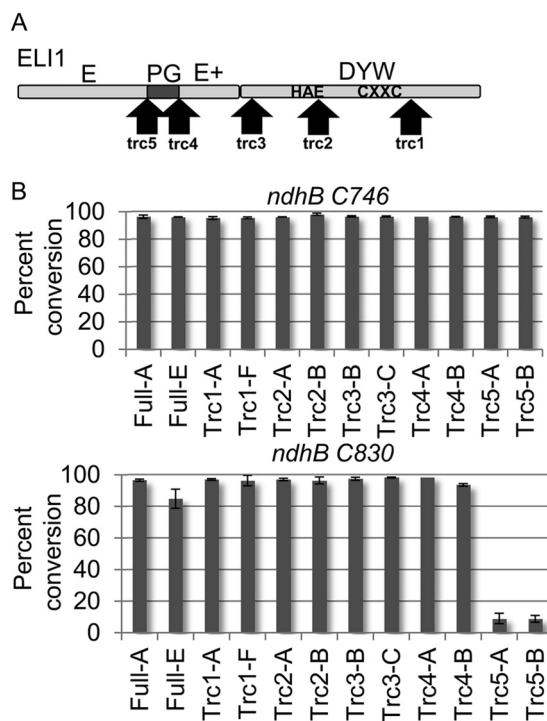 A
ELI1
E PG E+ DYW
HAE CXXC
trc5 trc4 trc3 trc2 trc1
B
ndhB C746
Percent
conversion
100
80
60
40
20
0
Full-A Full-E Trc1-A Trc1-F Trc2-A Trc2-B Trc3-B Trc3-C Trc4-A Trc4-B Trc5-A Trc5-B
ndhB C830
Percent
conversion
100
80
60
40
20
0
Full-A Full-E Trc1-A Trc1-F Trc2-A Trc2-B Trc3-B Trc3-C Trc4-A Trc4-B Trc5-A Trc5-B